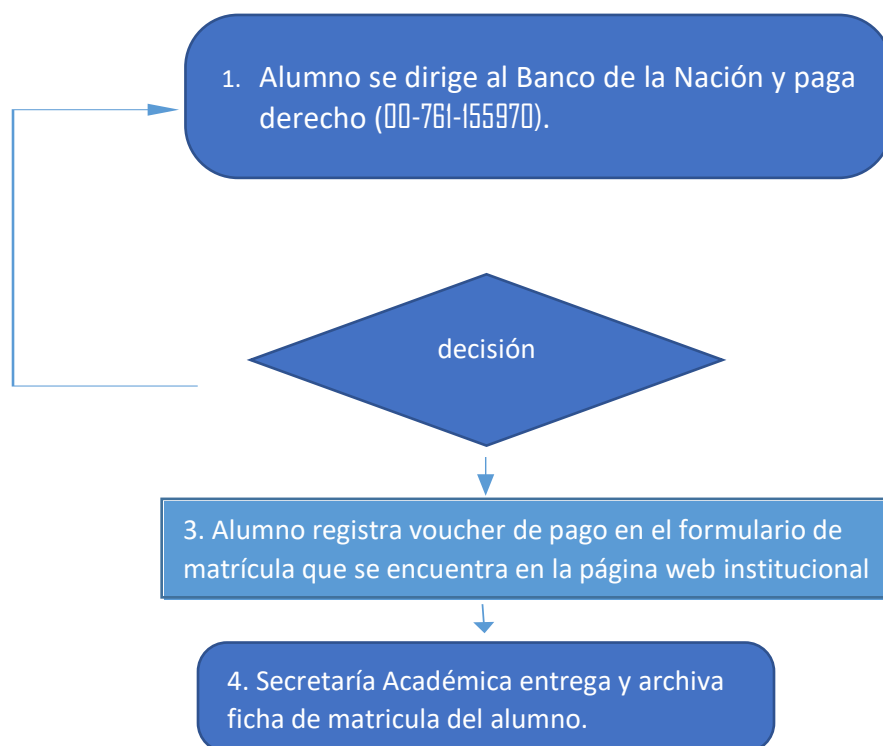 1. Alumno se dirige al Banco de la Nación y paga
derecho (00-761-155970).
decisión
3. Alumno registra voucher de pago en el formulario de
matrícula que se encuentra en la página web institucional
4. Secretaría Académica entrega y archiva
ficha de matricula del alumno.